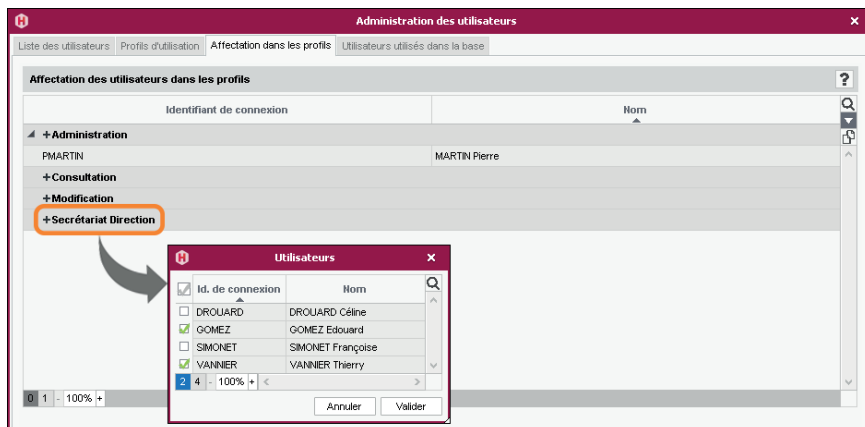 Administration des utilisateurs
Liste des utilisateurs Profils d'utilisation Affectation dans les profils Utilisateurs utilisés dans la base
Affectation des utilisateurs dans les profils ?
Identifiant de connexion Nom
+Administration
PMARTIN MARTIN Pierre
+Consultation
+Modification
+Secrétariat Direction
Utilisateurs
Id. de connexion Nom
DROUARD DROUARD Céline
GOMEZ GOMEZ Edouard
SIMONET SIMONET Françoise
VANNIER VANNIER Thierry
2 4 - 100% +
Annuler Valider
0 1 - 100% +